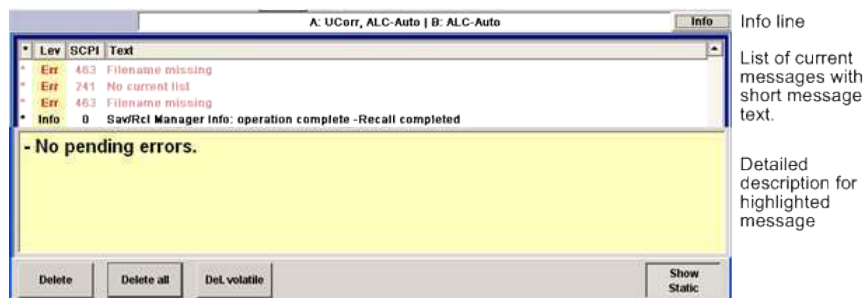 A: UCorr, ALC-Auto | B: ALC-Auto Info
Info line
* Lev SCPI Text
* Err 463 Filename missing
* Err 241 No current list
* Err 463 Filename missing
* Info 0 Sav/Rcl Manager Info: operation complete -Recall completed
List of current
messages with
short message
text.
- No pending errors.
Detailed
description for
highlighted
message
Delete Delete all Del. volatile Show
Static